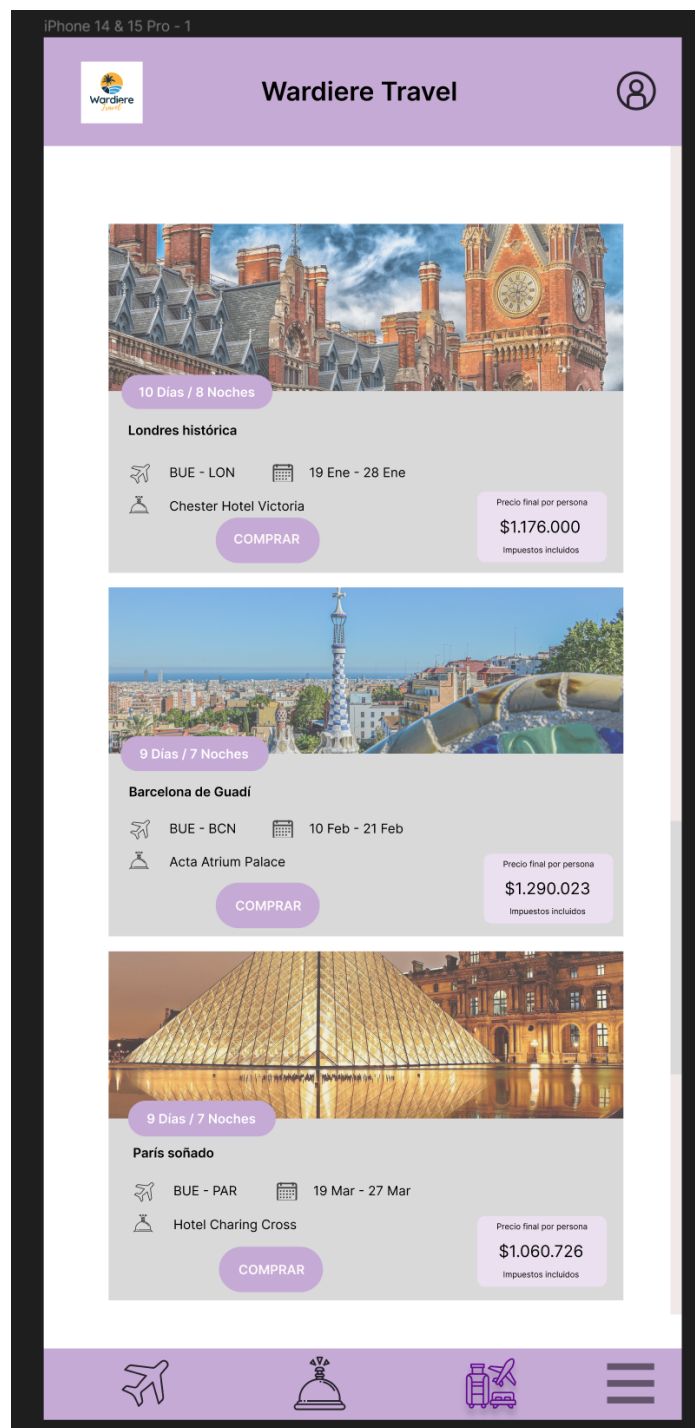 iPhone 14 & 15 Pro - 1
Wardiere
Travel
Wardiere Travel
10 Días / 8 Noches
Londres histórica
BUE - LON
19 Ene - 28 Ene
Chester Hotel Victoria
COMPRAR
Precio final por persona
$1.176.000
Impuestos incluidos
9 Días / 7 Noches
Barcelona de Guadí
BUE - BCN
10 Feb - 21 Feb
Acta Atrium Palace
COMPRAR
Precio final por persona
$1.290.023
Impuestos incluidos
9 Días / 7 Noches
París soñado
BUE - PAR
19 Mar - 27 Mar
Hotel Charing Cross
COMPRAR
Precio final por persona
$1.060.726
Impuestos incluidos